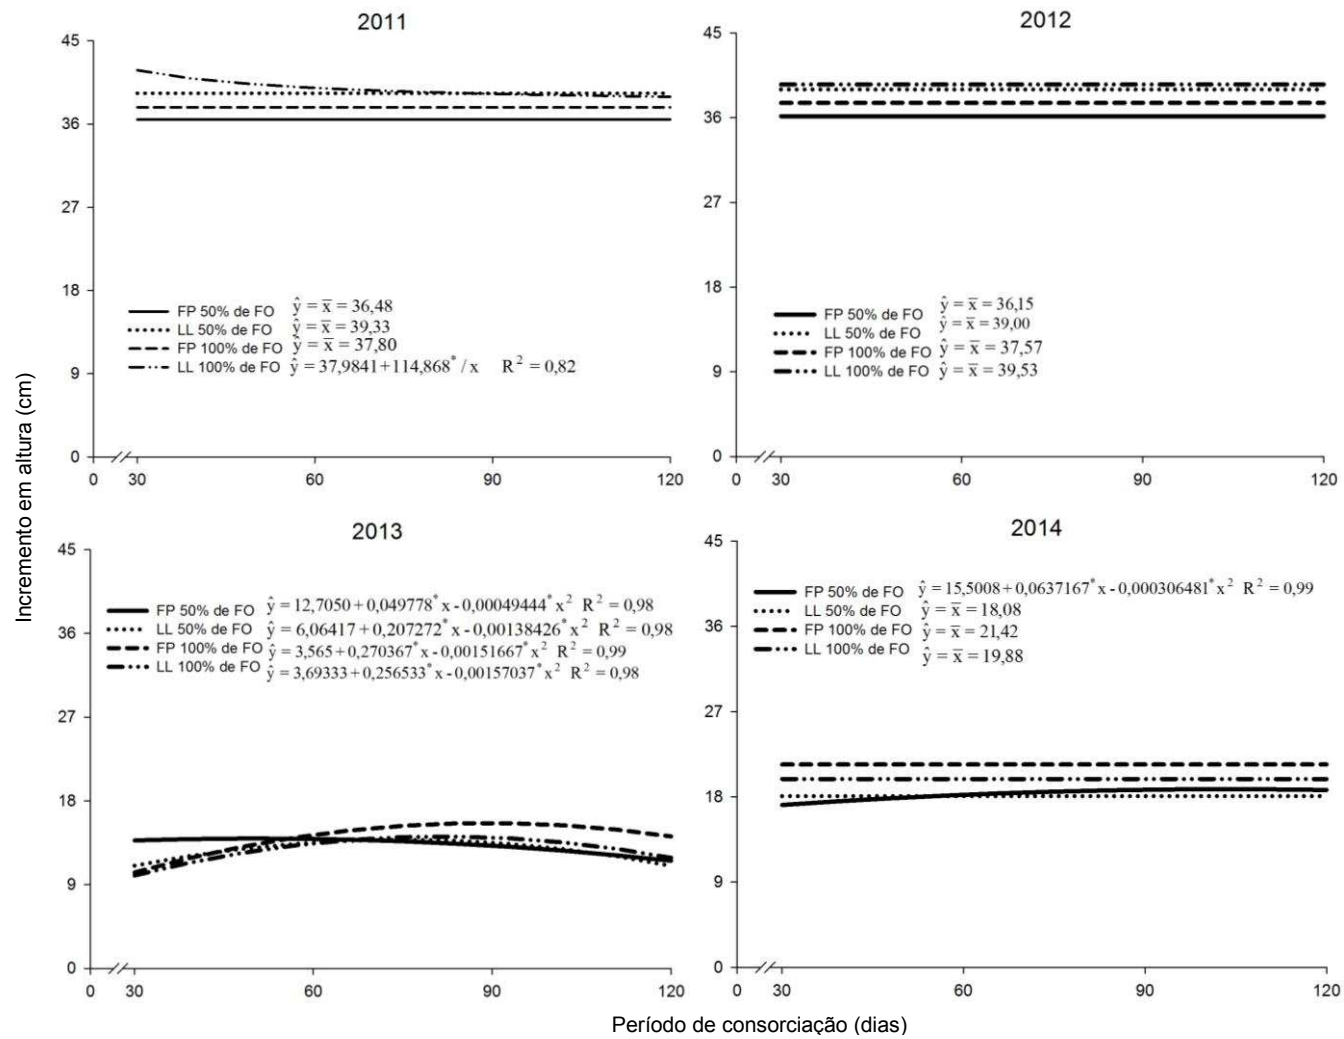 2011
45
36
27
18
9
0
0 30 60 90 120
FP 50% de FO ŷ = x̄ = 36,48
LL 50% de FO ŷ = x̄ = 39,33
FP 100% de FO ŷ = x̄ = 37,80
LL 100% de FO ŷ = 37,9841+114,868* / x R² = 0,82
2012
45
36
27
18
9
0
0 30 60 90 120
FP 50% de FO ŷ = x̄ = 36,15
LL 50% de FO ŷ = x̄ = 39,00
FP 100% de FO ŷ = x̄ = 37,57
LL 100% de FO ŷ = x̄ = 39,53
Incremento em altura (cm)
2013
45
36
27
18
9
0
0 30 60 90 120
FP 50% de FO ŷ = 12,7050 + 0,049778* x - 0,00049444* x² R² = 0,98
LL 50% de FO ŷ = 6,06417 + 0,207272* x - 0,00138426* x² R² = 0,98
FP 100% de FO ŷ = 3,565 + 0,270367* x - 0,00151667* x² R² = 0,99
LL 100% de FO ŷ = 3,69333 + 0,256533* x - 0,00157037* x² R² = 0,98
2014
45
36
27
18
9
0
0 30 60 90 120
FP 50% de FO ŷ = 15,5008 + 0,0637167* x - 0,000306481* x² R² = 0,99
LL 50% de FO ŷ = x̄ = 18,08
FP 100% de FO ŷ = x̄ = 21,42
LL 100% de FO ŷ = x̄ = 19,88
Período de consorciação (dias)